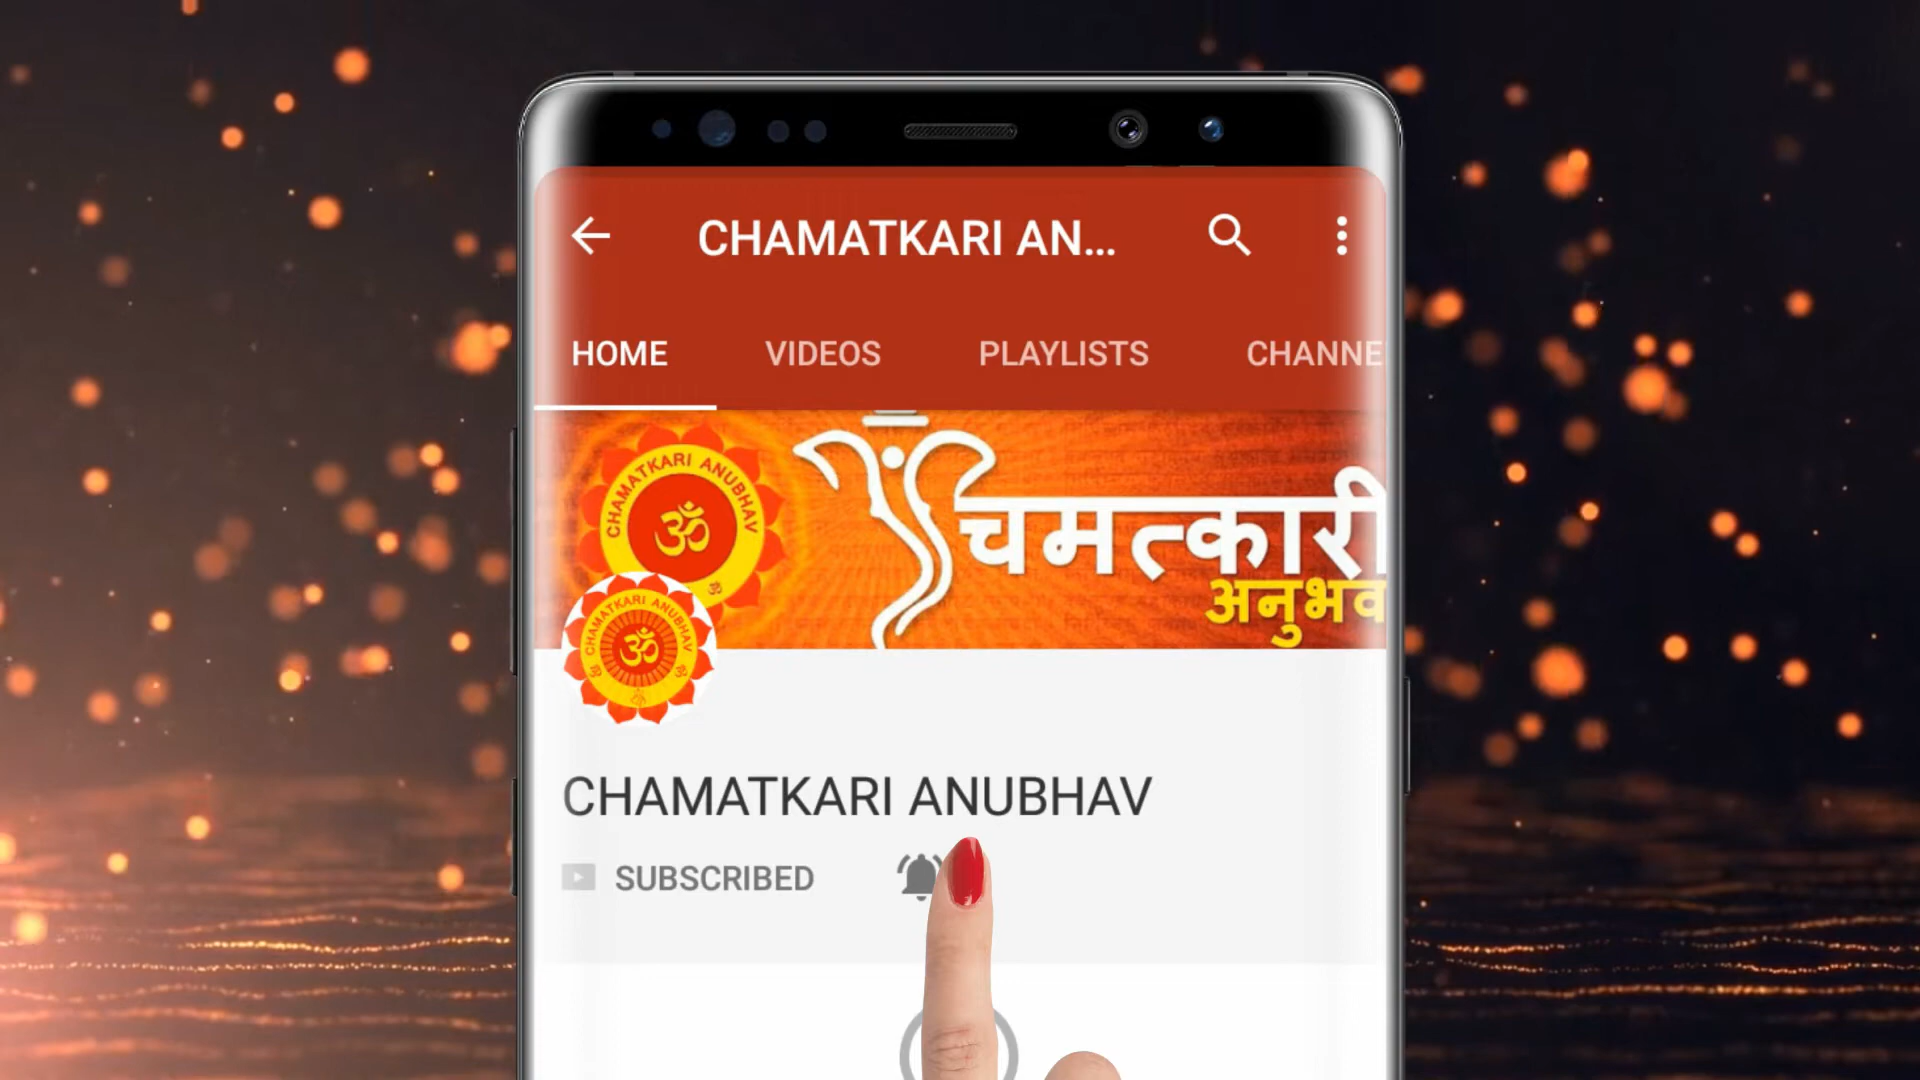 CHAMATKARI AN...
HOME VIDEOS PLAYLISTS CHANNE
CHAMATKARI ANUBHAV
ॐ
ॐ
चमत्कारी
अनुभव
CHAMATKARI ANUBHAV
ॐ
CHAMATKARI ANUBHAV
SUBSCRIBED